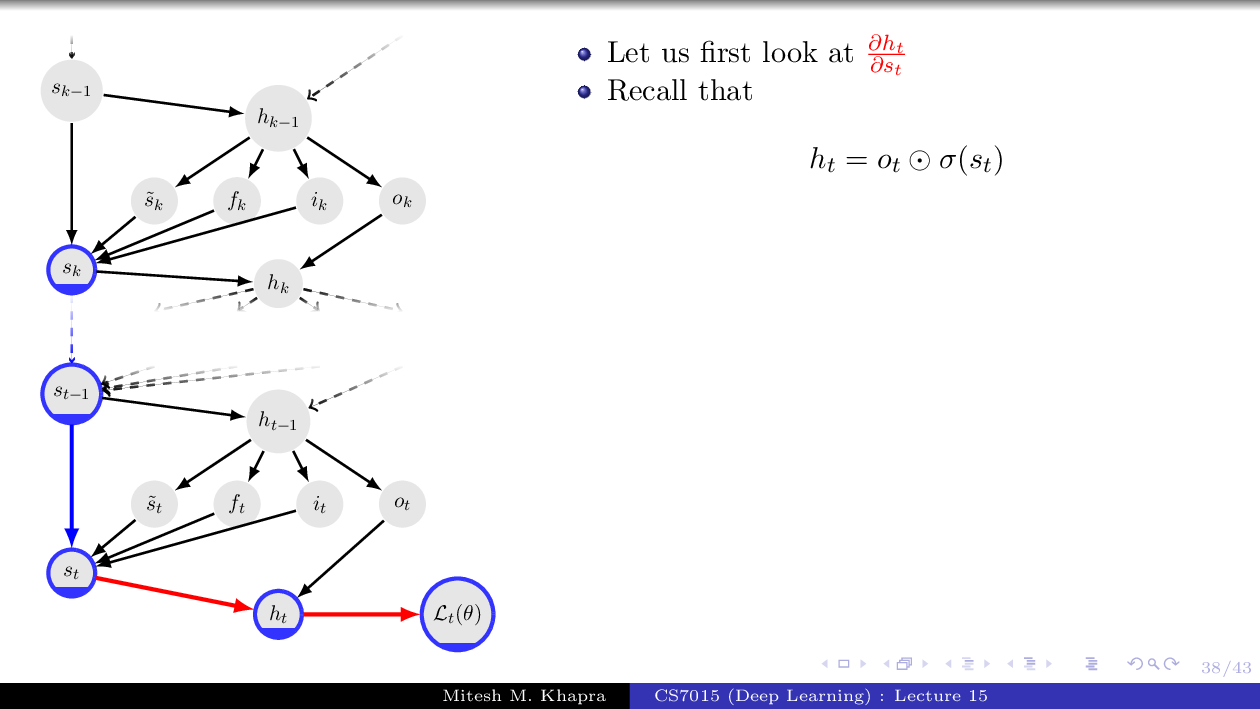 s_{k-1}
h_{k-1}
s̃_k f_k i_k o_k
s_k
h_k
s_{t-1}
h_{t-1}
s̃_t f_t i_t o_t
s_t
h_t
ℒ_t(θ)
Let us first look at ∂h_t/∂s_t
Recall that
h_t = o_t ⊙ σ(s_t)
38/43
Mitesh M. Khapra
CS7015 (Deep Learning) : Lecture 15